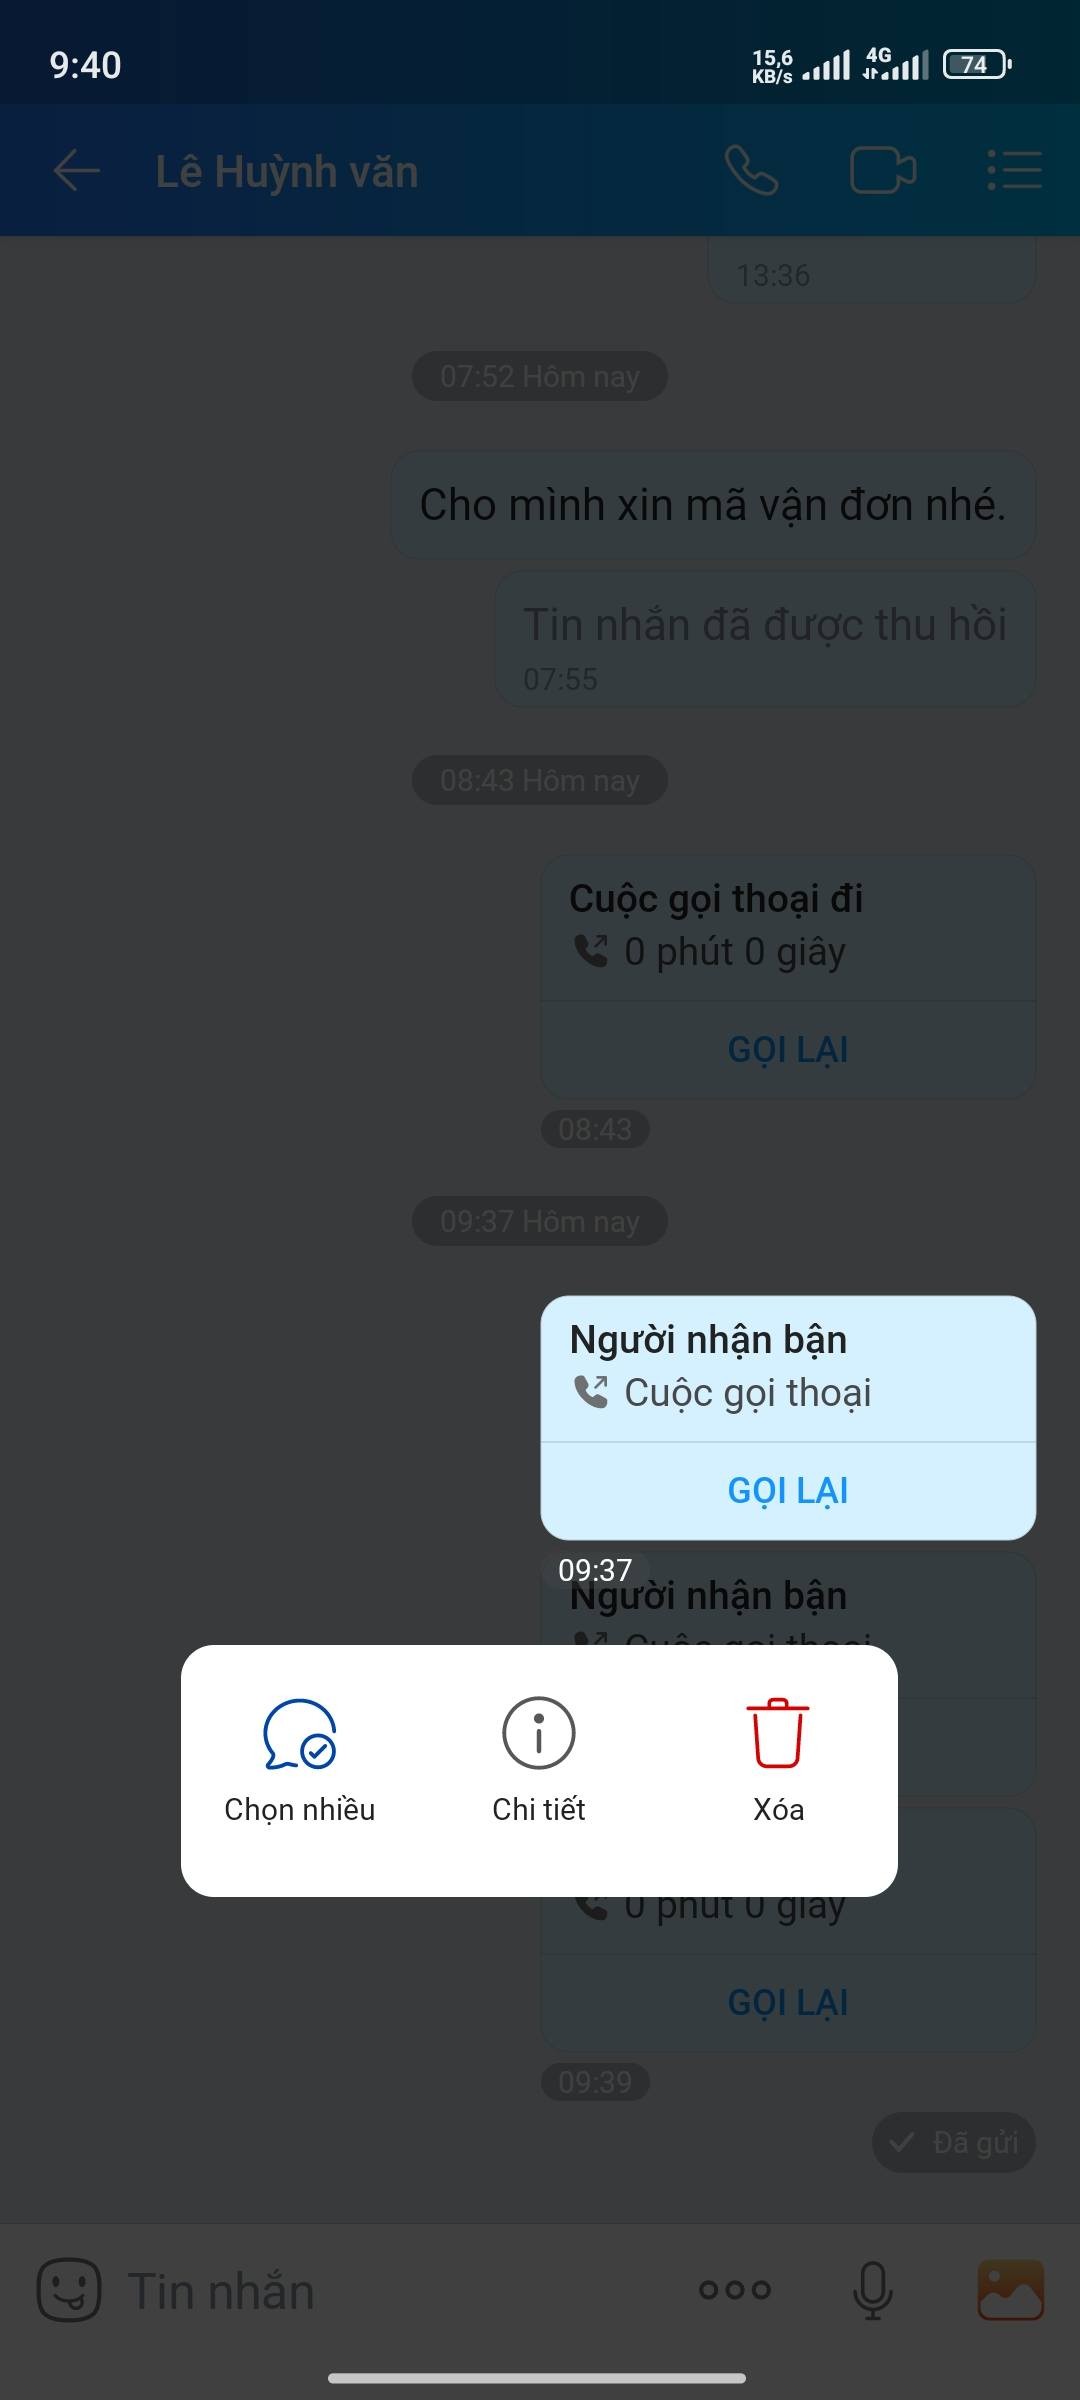 9:40
15,6
KB/s
4G
74
Lê Huỳnh văn
13:36
07:52 Hôm nay
Cho mình xin mã vận đơn nhé.
Tin nhắn đã được thu hồi
07:55
08:43 Hôm nay
Cuộc gọi thoại đi
0 phút 0 giây
GỌI LẠI
08:43
09:37 Hôm nay
Người nhận bận
Cuộc gọi thoại
GỌI LẠI
09:37
Người nhận bận
Cuộc gọi thoại
Chọn nhiều
Chi tiết
Xóa
0 phút 0 giây
GỌI LẠI
09:39
Đã gửi
Tin nhắn